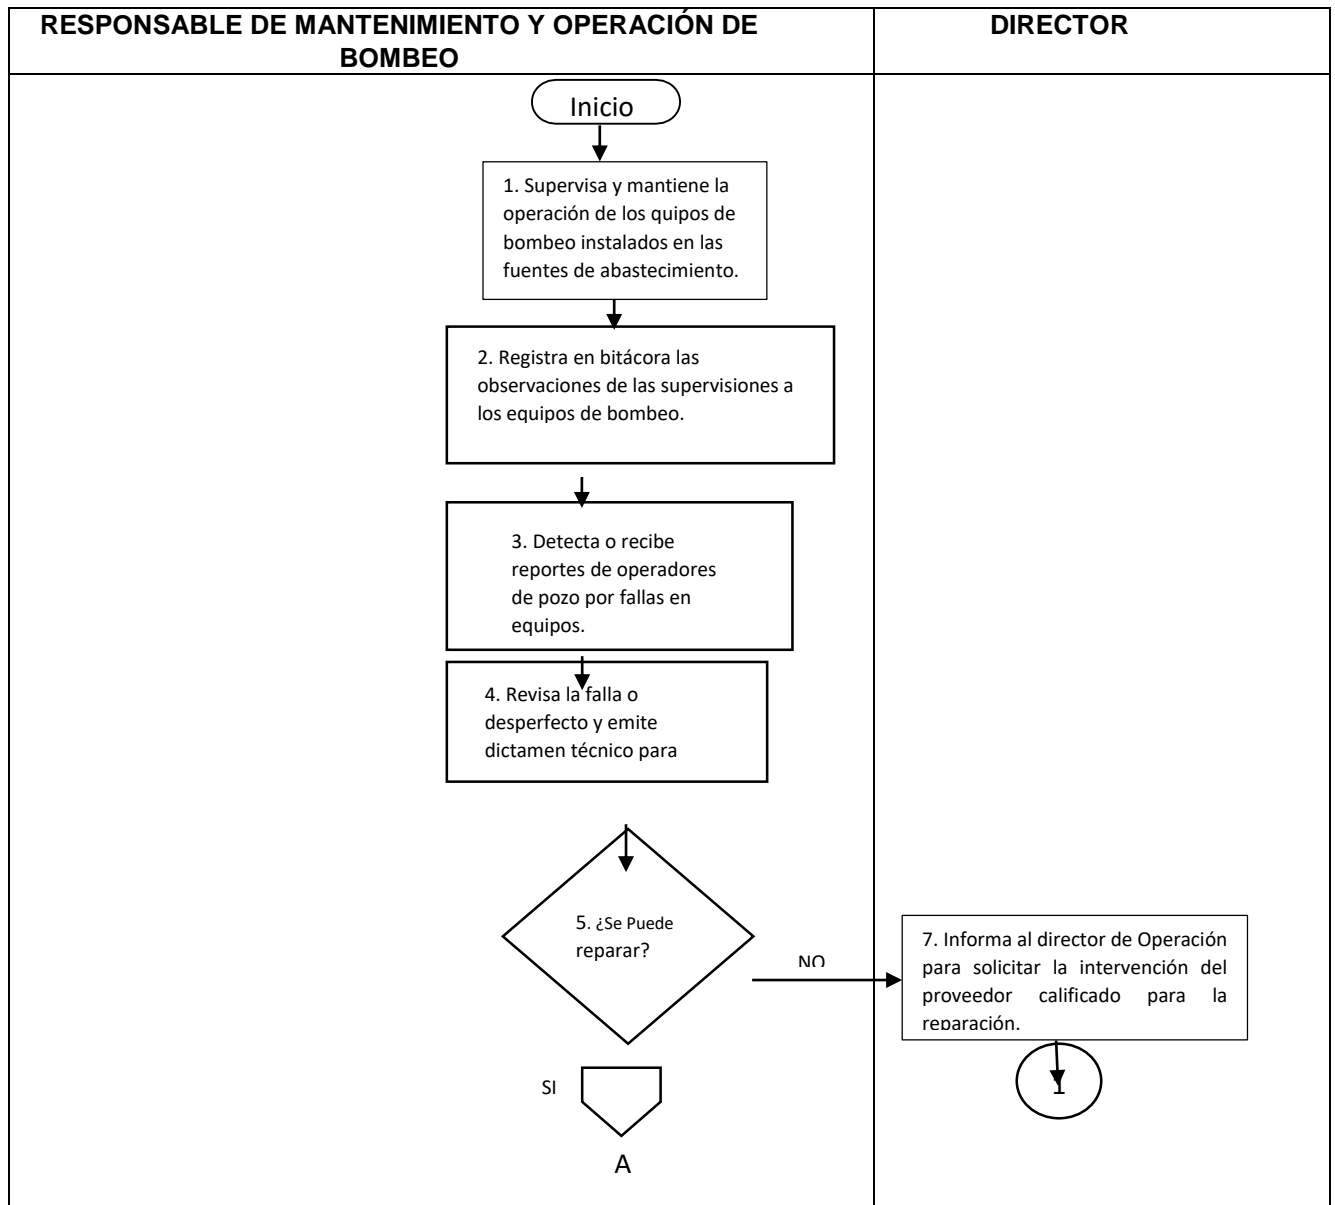 RESPONSABLE DE MANTENIMIENTO Y OPERACIÓN DE
BOMBEO
DIRECTOR
Inicio
1. Supervisa y mantiene la
operación de los quipos de
bombeo instalados en las
fuentes de abastecimiento.
2. Registra en bitácora las
observaciones de las supervisiones a
los equipos de bombeo.
3. Detecta o recibe
reportes de operadores
de pozo por fallas en
equipos.
4. Revisa la falla o
desperfecto y emite
dictamen técnico para
5. ¿Se Puede
reparar?
NO
7. Informa al director de Operación
para solicitar la intervención del
proveedor calificado para la
reparación.
1
SI
A